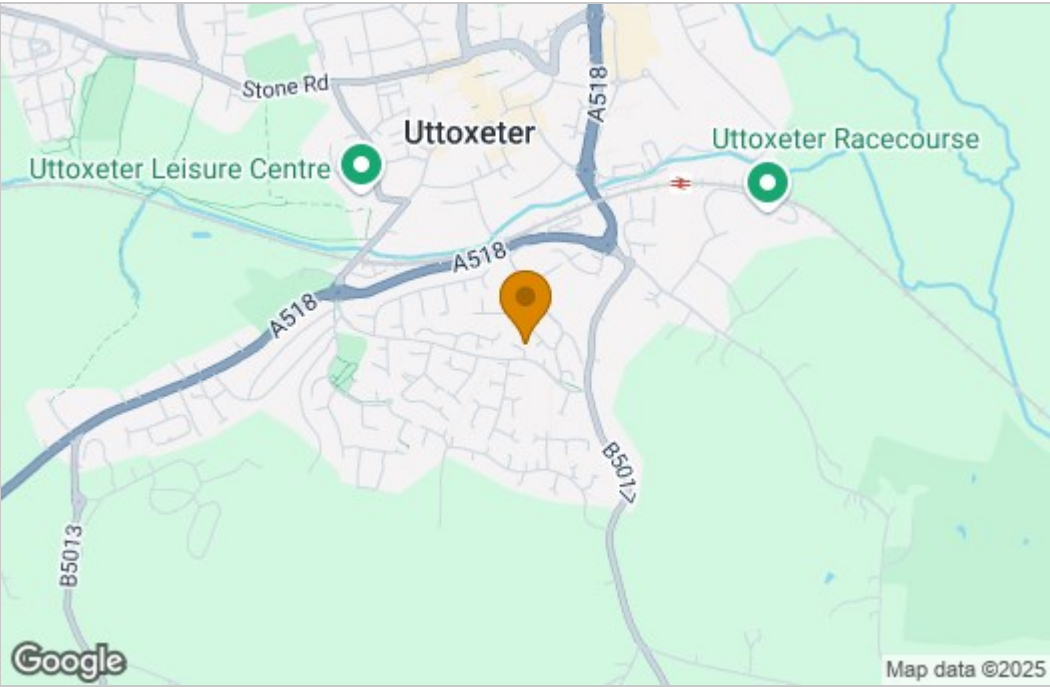 A518
Stone Rd
Uttoxeter
Uttoxeter Racecourse
Uttoxeter Leisure Centre
A518
A518
B5017
B5013
Google
Map data ©2025